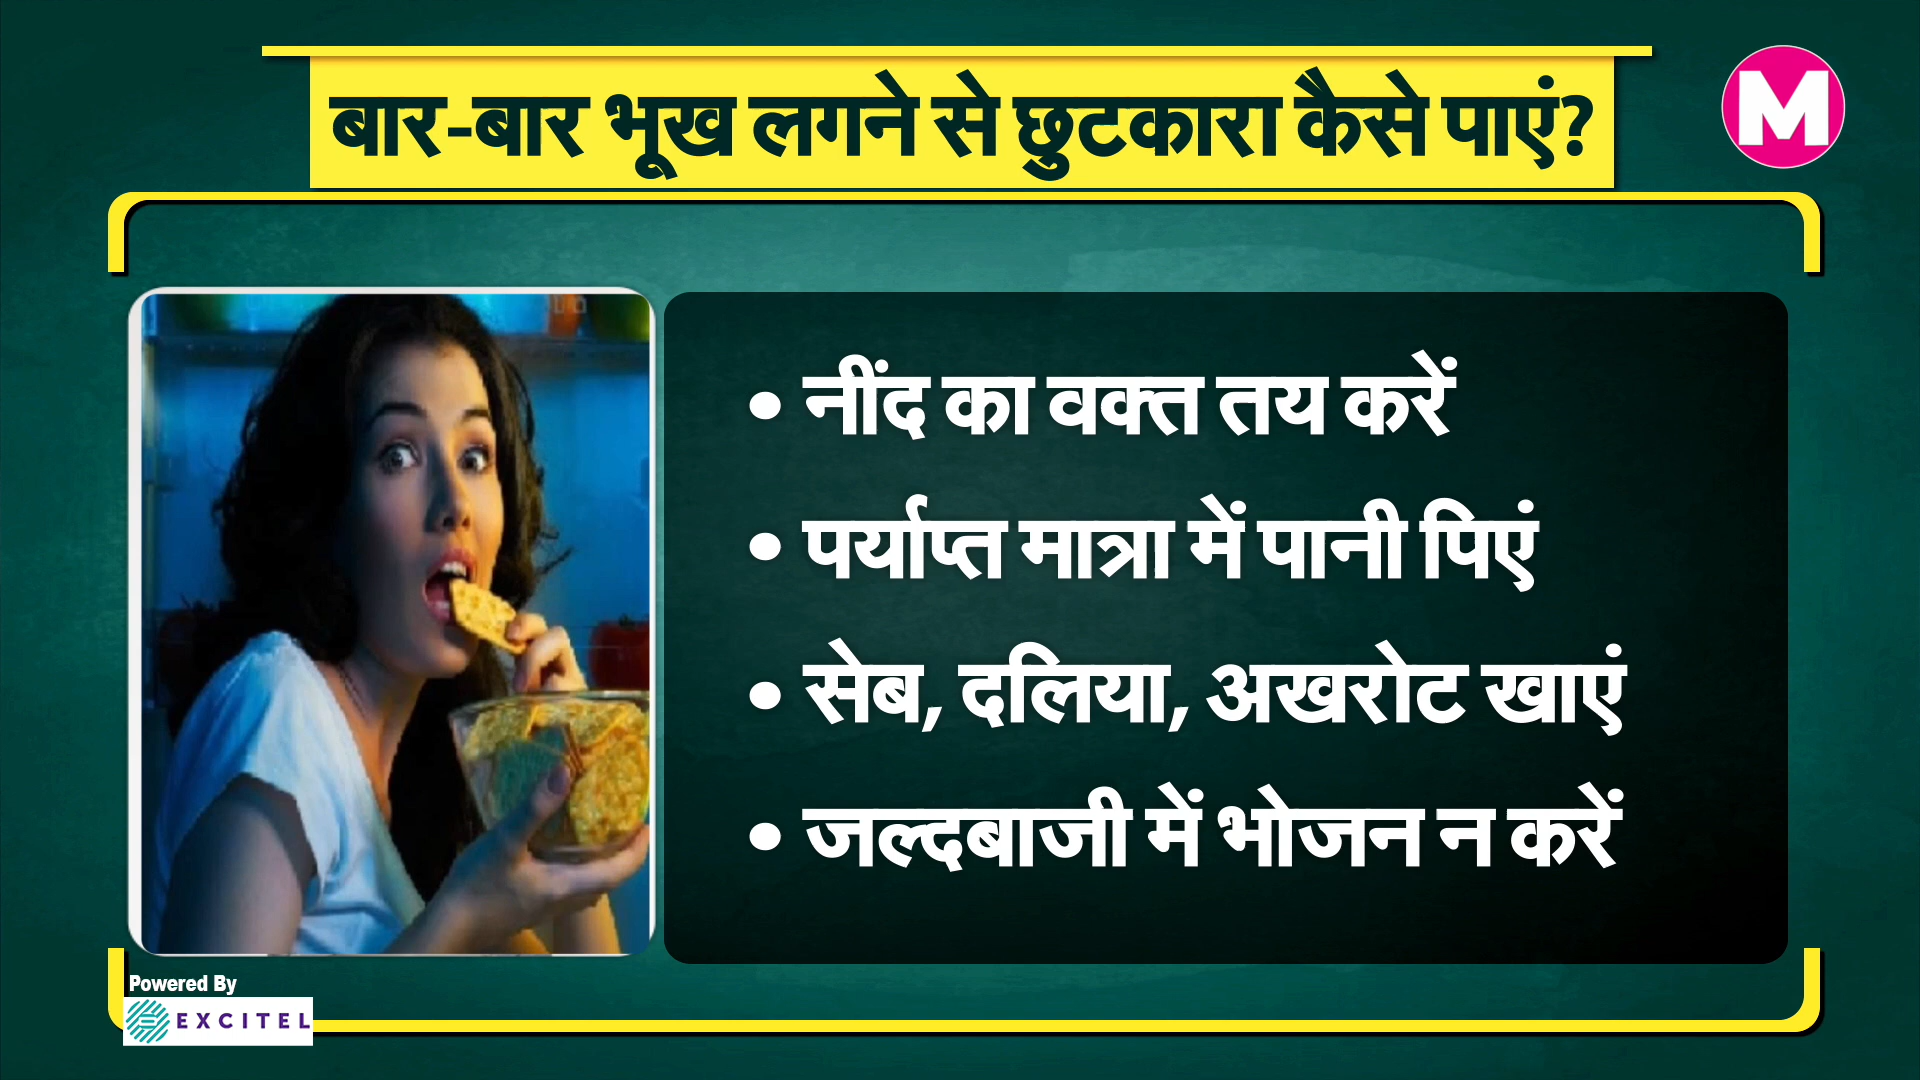 बार-बार भूख लगने से छुटकारा कैसे पाएं?
M
• नींद का वक्त तय करें
• पर्याप्त मात्रा में पानी पिएं
• सेब, दलिया, अखरोट खाएं
• जल्दबाजी में भोजन न करें
Powered By
EXCITEL